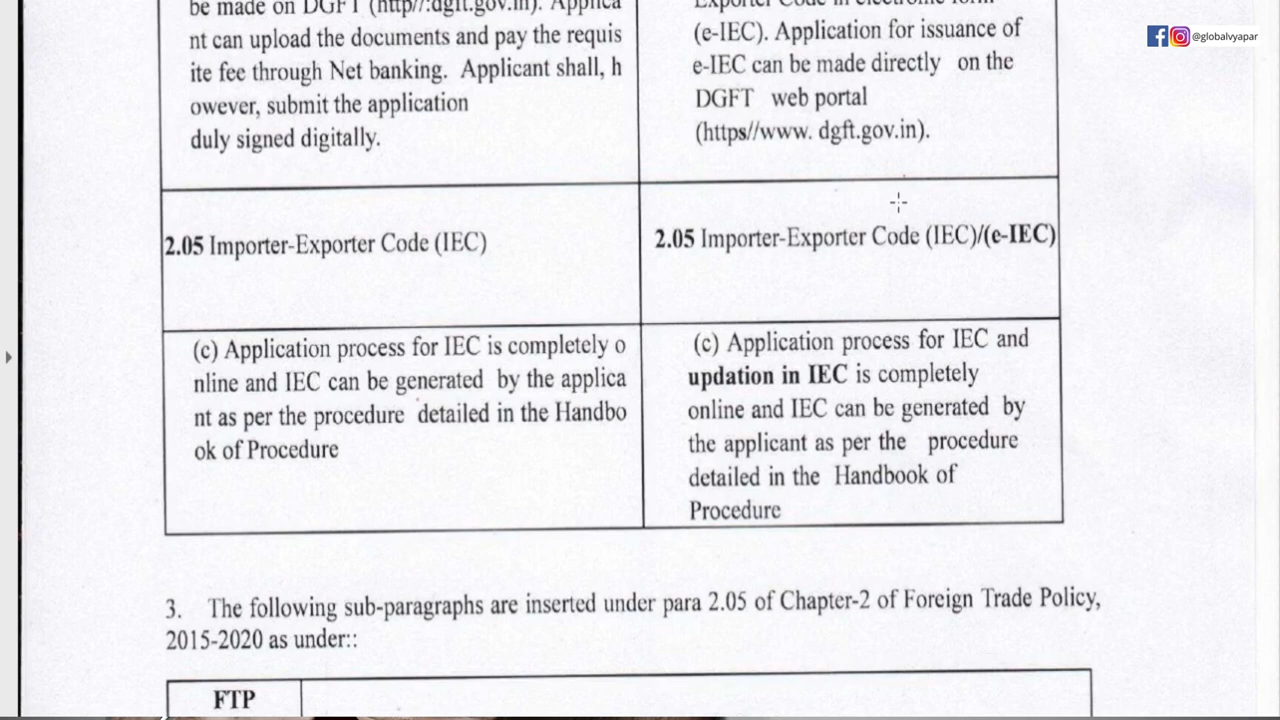 be made on DGFT (http//:dgft.gov.in). Applica
nt can upload the documents and pay the requis
ite fee through Net banking. Applicant shall, h
owever, submit the application
duly signed digitally.
Exporter Code in electronic form
(e-IEC). Application for issuance of
e-IEC can be made directly on the
DGFT web portal
(https//www. dgft.gov.in).
@globalvyapar
2.05 Importer-Exporter Code (IEC)
2.05 Importer-Exporter Code (IEC)/(e-IEC)
(c) Application process for IEC is completely o
nline and IEC can be generated by the applica
nt as per the procedure detailed in the Handbo
ok of Procedure
(c) Application process for IEC and
updation in IEC is completely
online and IEC can be generated by
the applicant as per the procedure
detailed in the Handbook of
Procedure
3. The following sub-paragraphs are inserted under para 2.05 of Chapter-2 of Foreign Trade Policy,
2015-2020 as under::
FTP